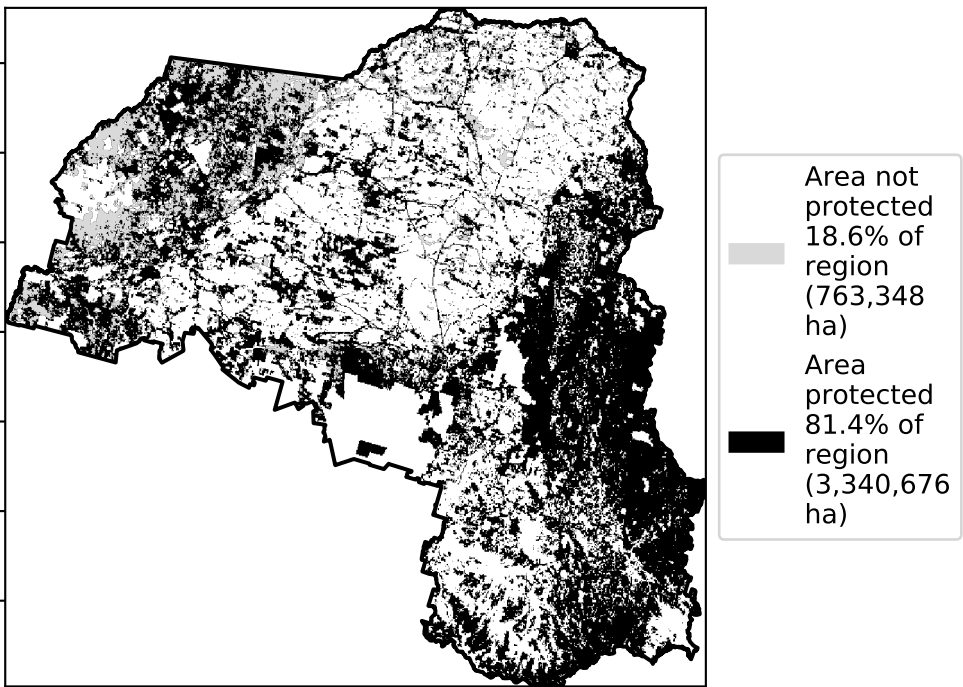 Area not
protected
18.6% of
region
(763,348
ha)
Area
protected
81.4% of
region
(3,340,676
ha)